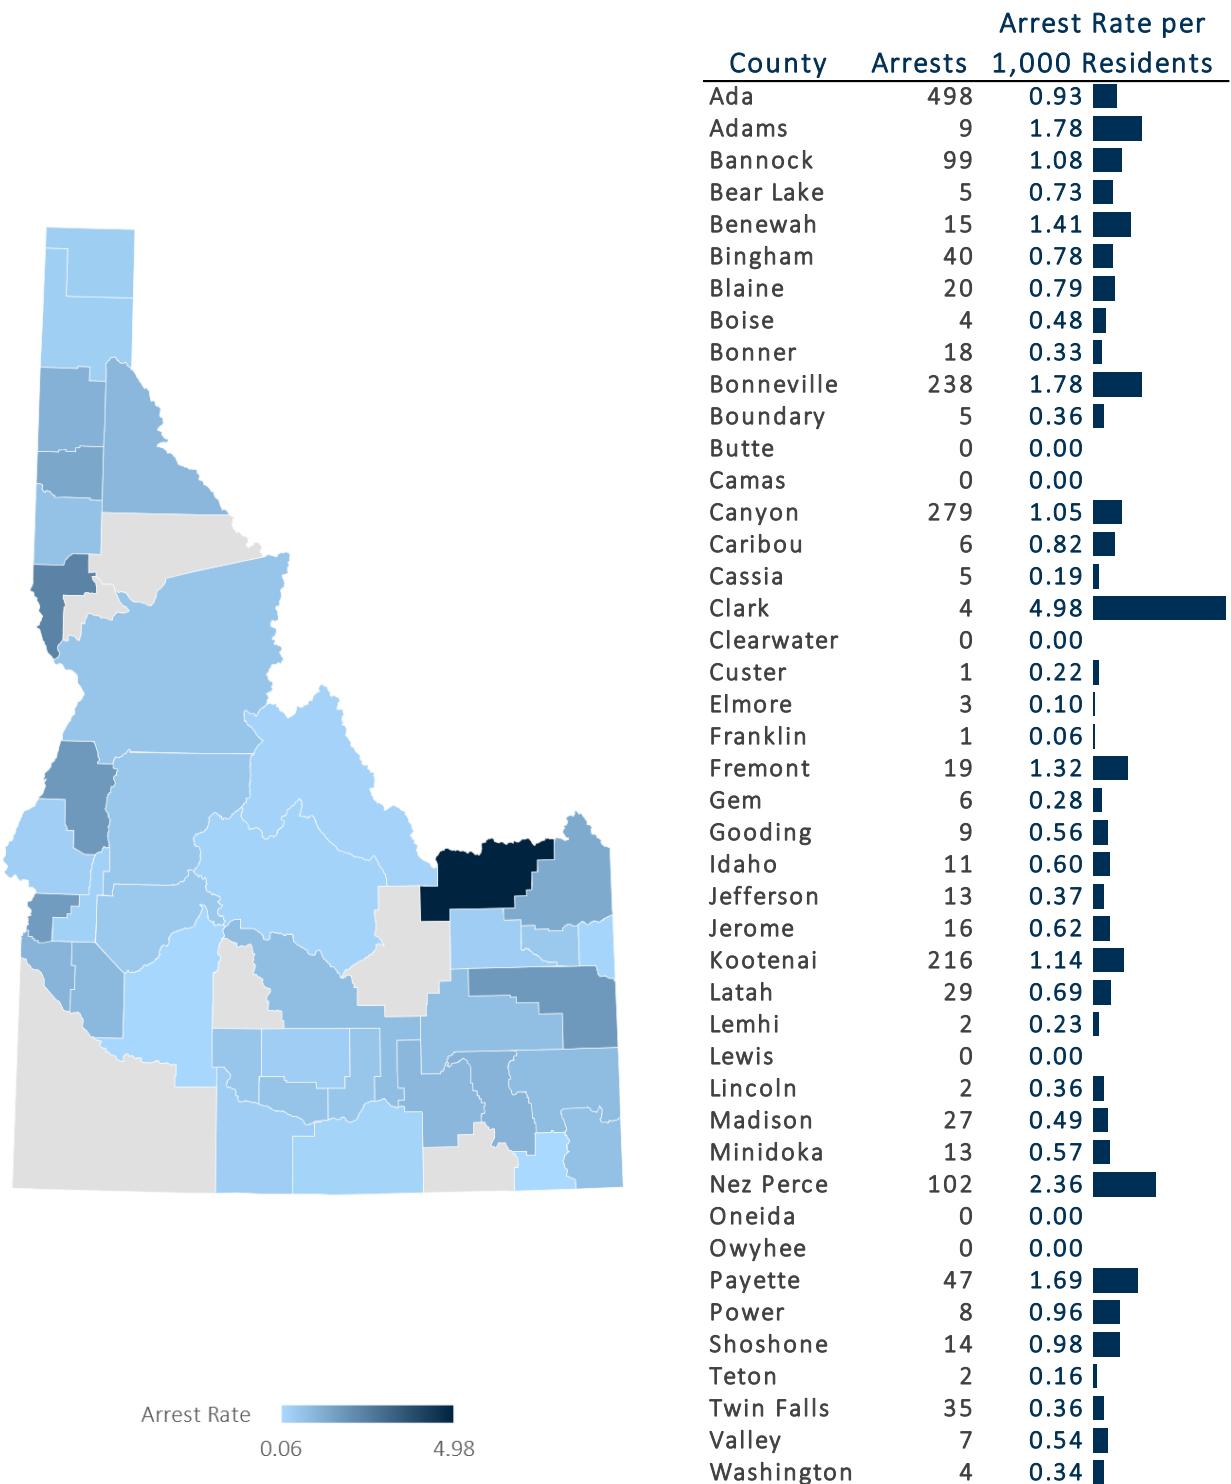 Arrest Rate per
County Arrests 1,000 Residents
Ada 498 0.93
Adams 9 1.78
Bannock 99 1.08
Bear Lake 5 0.73
Benewah 15 1.41
Bingham 40 0.78
Blaine 20 0.79
Boise 4 0.48
Bonner 18 0.33
Bonneville 238 1.78
Boundary 5 0.36
Butte 0 0.00
Camas 0 0.00
Canyon 279 1.05
Caribou 6 0.82
Cassia 5 0.19
Clark 4 4.98
Clearwater 0 0.00
Custer 1 0.22
Elmore 3 0.10
Franklin 1 0.06
Fremont 19 1.32
Gem 6 0.28
Gooding 9 0.56
Idaho 11 0.60
Jefferson 13 0.37
Jerome 16 0.62
Kootenai 216 1.14
Latah 29 0.69
Lemhi 2 0.23
Lewis 0 0.00
Lincoln 2 0.36
Madison 27 0.49
Minidoka 13 0.57
Nez Perce 102 2.36
Oneida 0 0.00
Owyhee 0 0.00
Payette 47 1.69
Power 8 0.96
Shoshone 14 0.98
Teton 2 0.16
Twin Falls 35 0.36
Valley 7 0.54
Washington 4 0.34
Arrest Rate
0.06 4.98